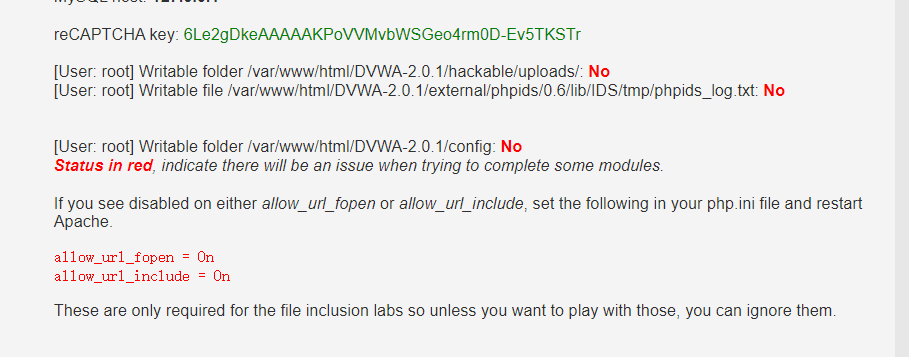 reCAPTCHA key: 6Le2gDkeAAAAAKPoVVMvbWSGeo4rm0D-Ev5TKSTr
[User: root] Writable folder /var/www/html/DVWA-2.0.1/hackable/uploads/: No
[User: root] Writable file /var/www/html/DVWA-2.0.1/external/phpids/0.6/lib/IDS/tmp/phpids_log.txt: No
[User: root] Writable folder /var/www/html/DVWA-2.0.1/config: No
Status in red, indicate there will be an issue when trying to complete some modules.
If you see disabled on either allow_url_fopen or allow_url_include, set the following in your php.ini file and restart
Apache.
allow_url_fopen = On
allow_url_include = On
These are only required for the file inclusion labs so unless you want to play with those, you can ignore them.